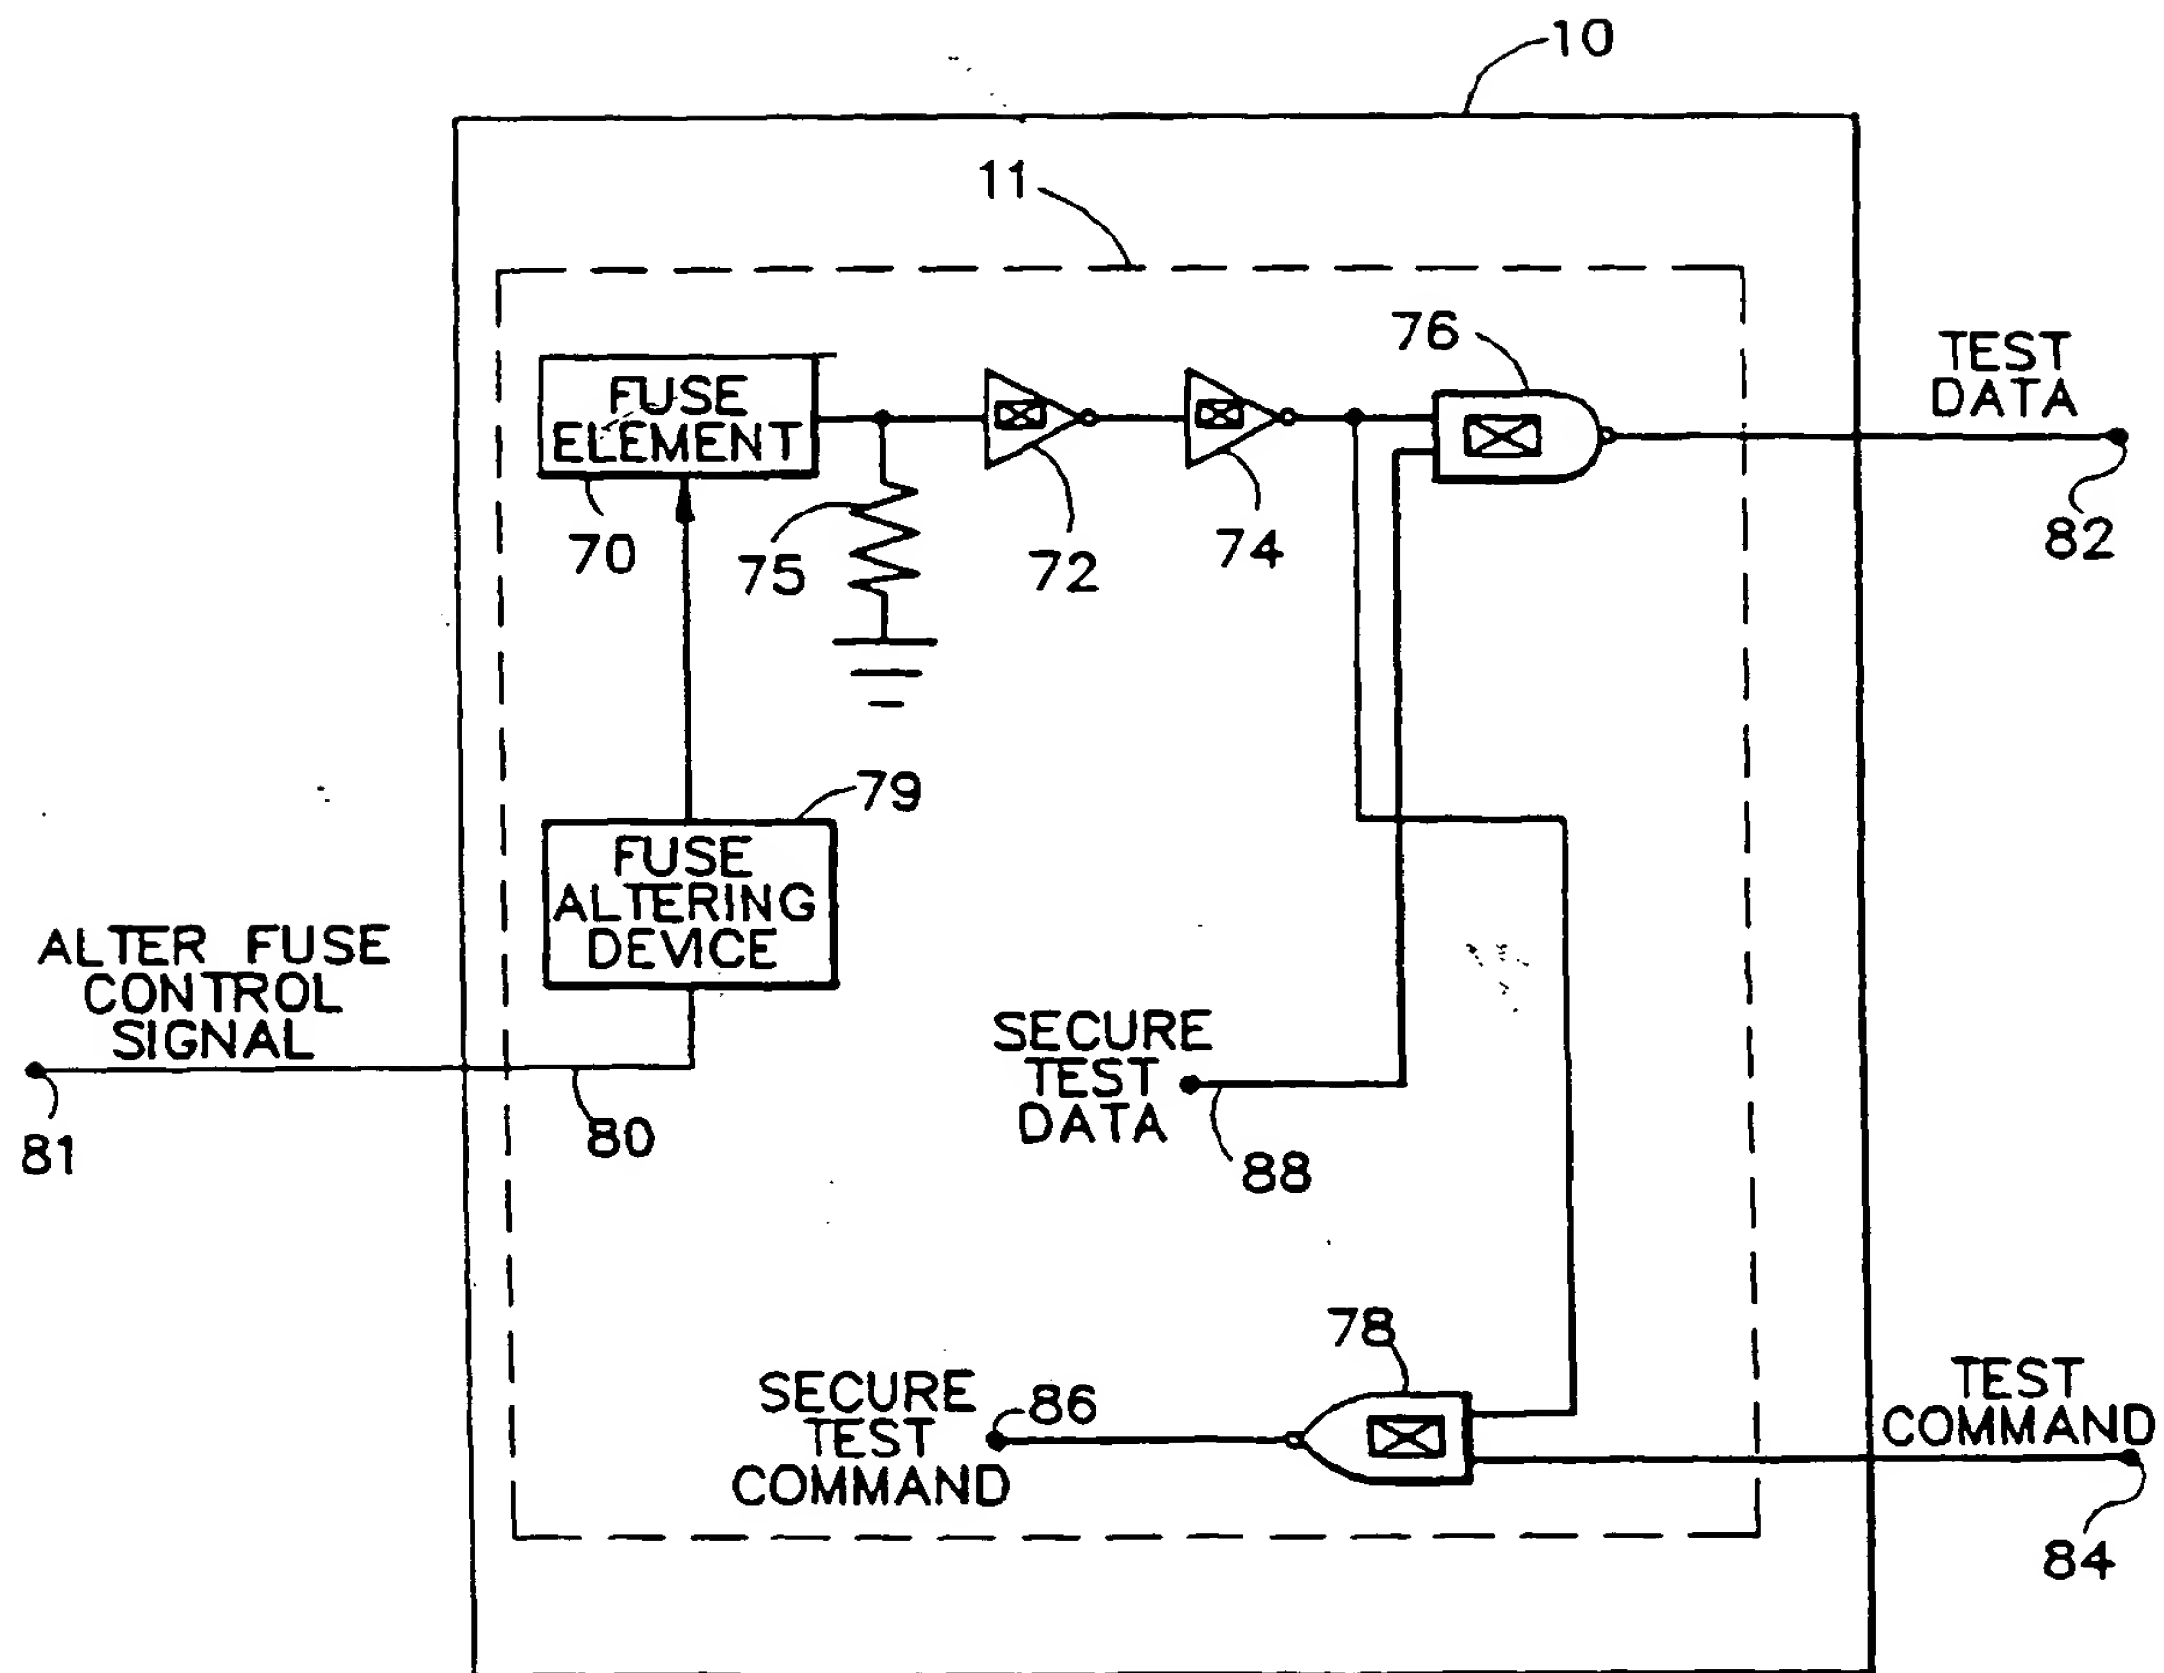 10
11
76
TEST
DATA
82
FUSE
ELEMENT
70
75
72
74
79
FUSE
ALTERING
DEVICE
ALTER FUSE
CONTROL
SIGNAL
81
80
SECURE
TEST
DATA
88
78
SECURE
TEST
COMMAND
86
TEST
COMMAND
84